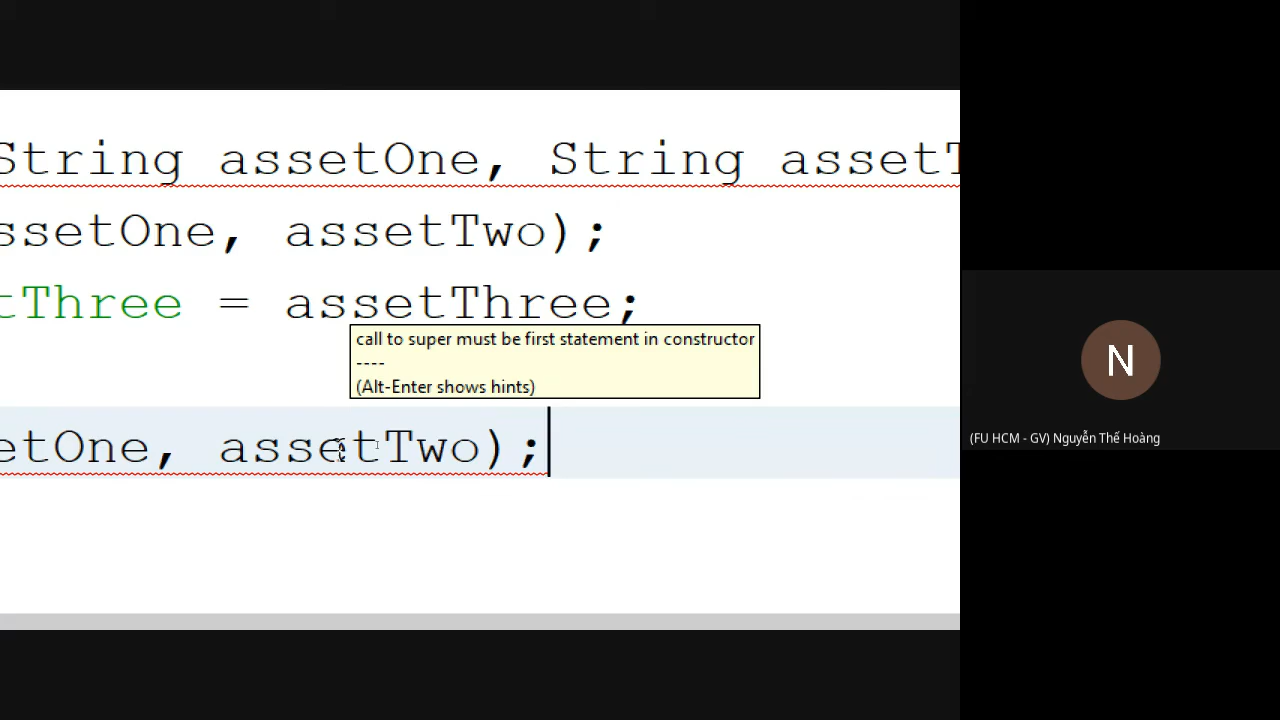 String assetOne, String assetT
ssetOne, assetTwo);
tThree = assetThree;
call to super must be first statement in constructor
----
(Alt-Enter shows hints)
etOne, assetTwo);
N
(FU HCM - GV) Nguyễn Thế Hoàng